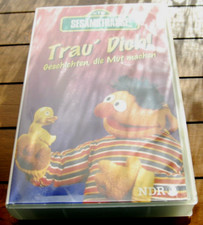 SESAMSTRASSE
Trau' Dich!
Geschichten, die Mut machen
NDR